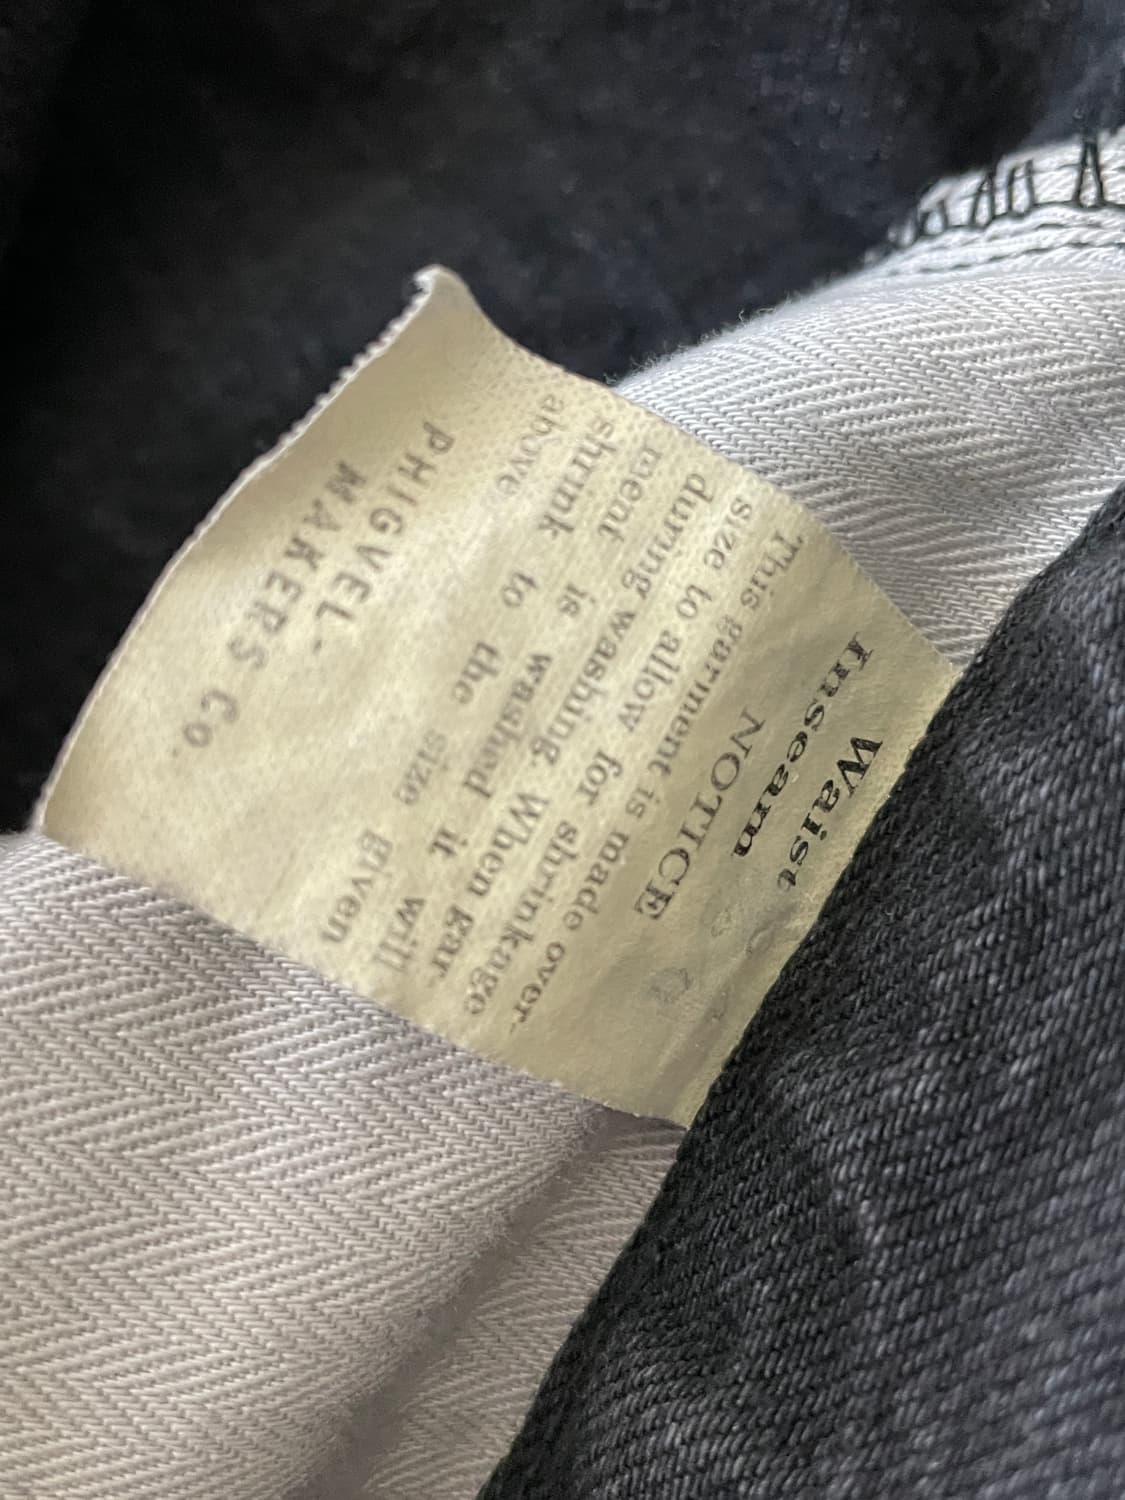 Waist
Inseam
NOTICE
This garment is made over-
size to allow for shrinkage
during washing. When gar-
ment is washed it will
shrink to the size given
above
PHIGVEL-
MAKERS Co.